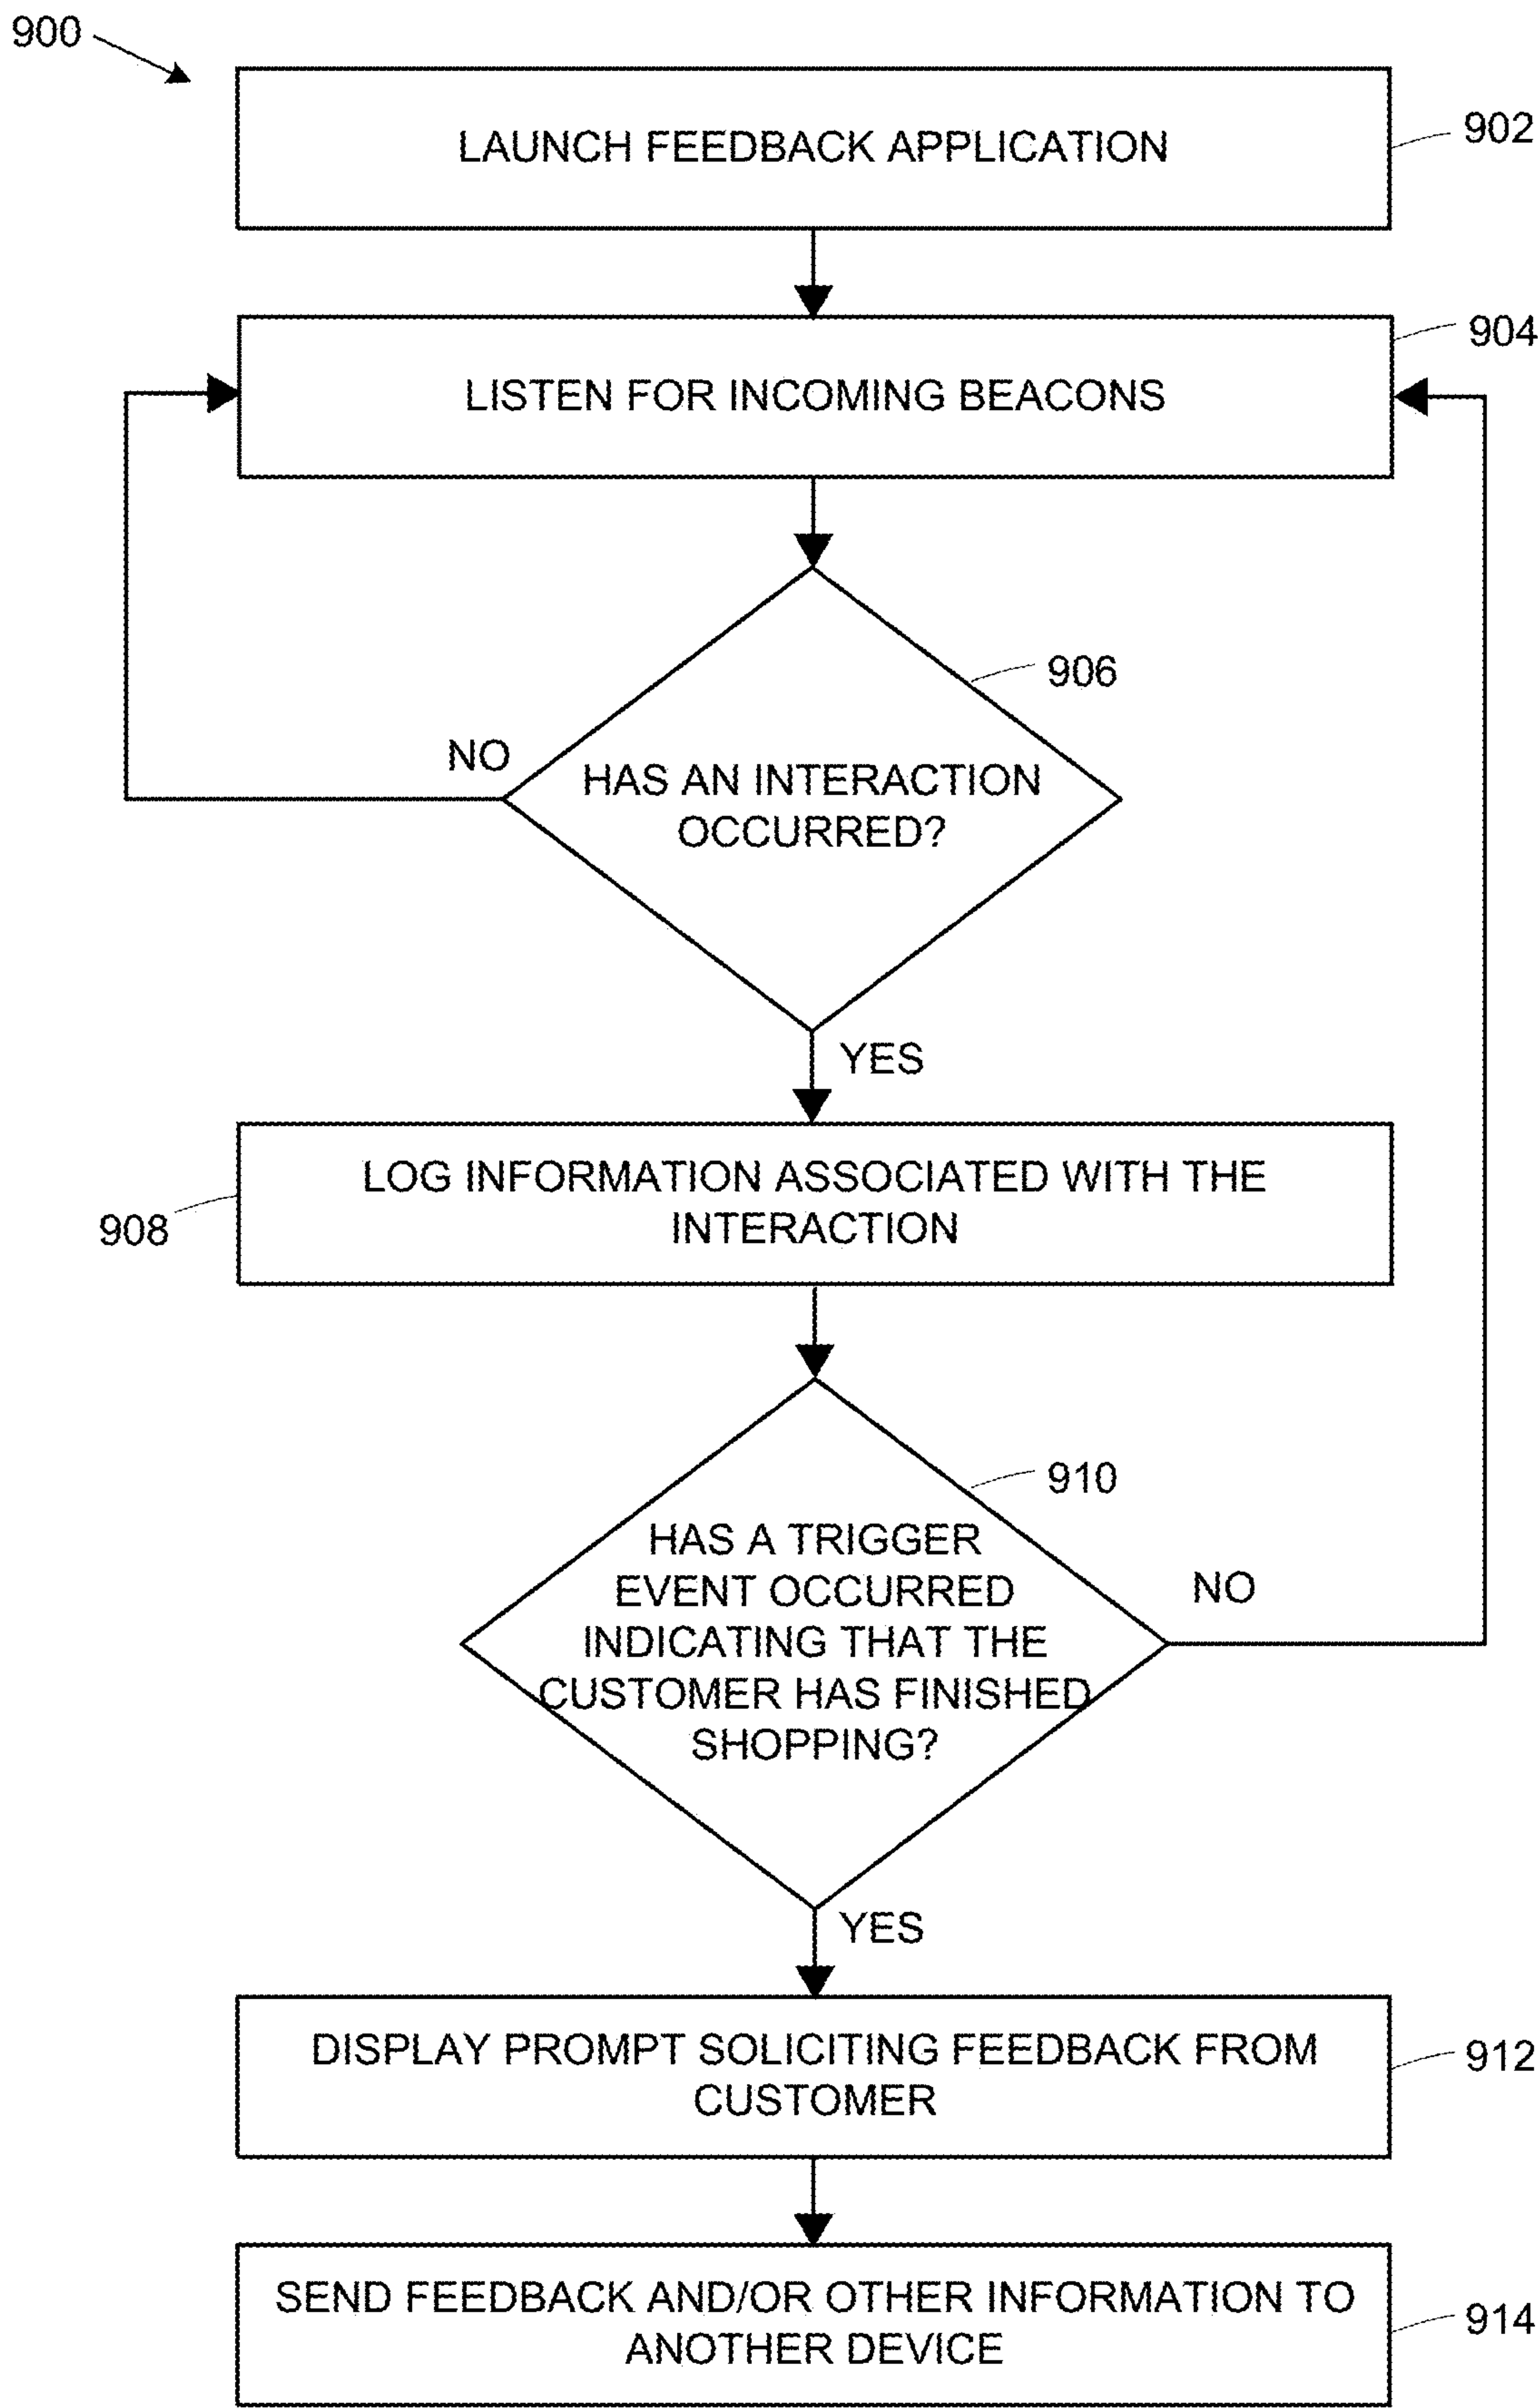 900
LAUNCH FEEDBACK APPLICATION
902
LISTEN FOR INCOMING BEACONS
904
906
NO
HAS AN INTERACTION
OCCURRED?
YES
LOG INFORMATION ASSOCIATED WITH THE
INTERACTION
908
910
HAS A TRIGGER
EVENT OCCURRED
INDICATING THAT THE
CUSTOMER HAS FINISHED
SHOPPING?
NO
YES
DISPLAY PROMPT SOLICITING FEEDBACK FROM
CUSTOMER
912
SEND FEEDBACK AND/OR OTHER INFORMATION TO
ANOTHER DEVICE
914